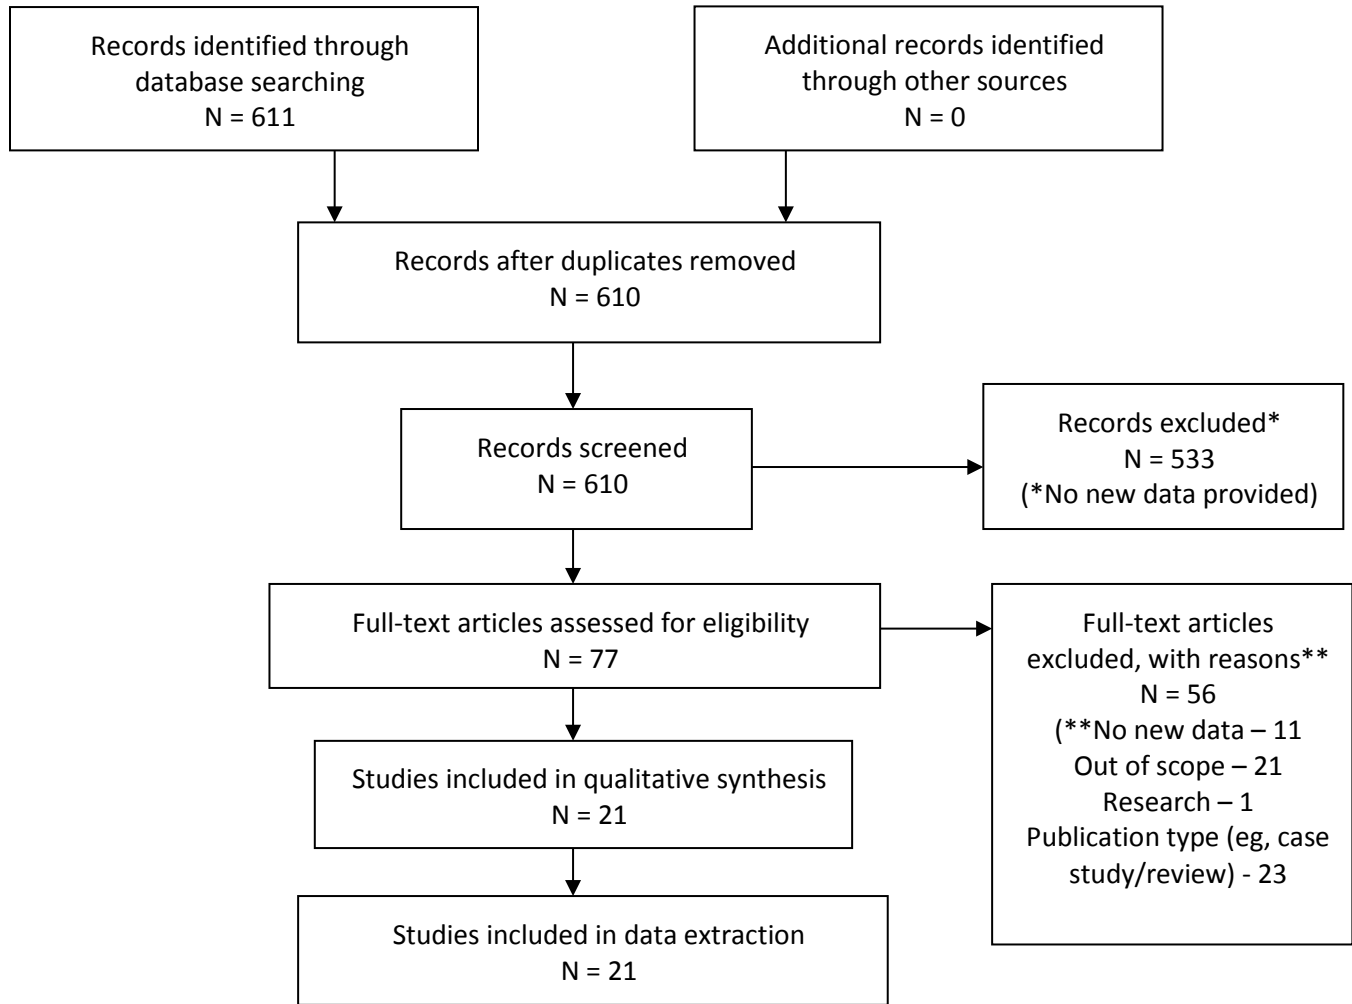 Records identified through
database searching
N = 611
Additional records identified
through other sources
N = 0
Records after duplicates removed
N = 610
Records screened
N = 610
Records excluded*
N = 533
(*No new data provided)
Full-text articles assessed for eligibility
N = 77
Full-text articles
excluded, with reasons**
N = 56
(**No new data – 11
Out of scope – 21
Research – 1
Publication type (eg, case
study/review) - 23
Studies included in qualitative synthesis
N = 21
Studies included in data extraction
N = 21